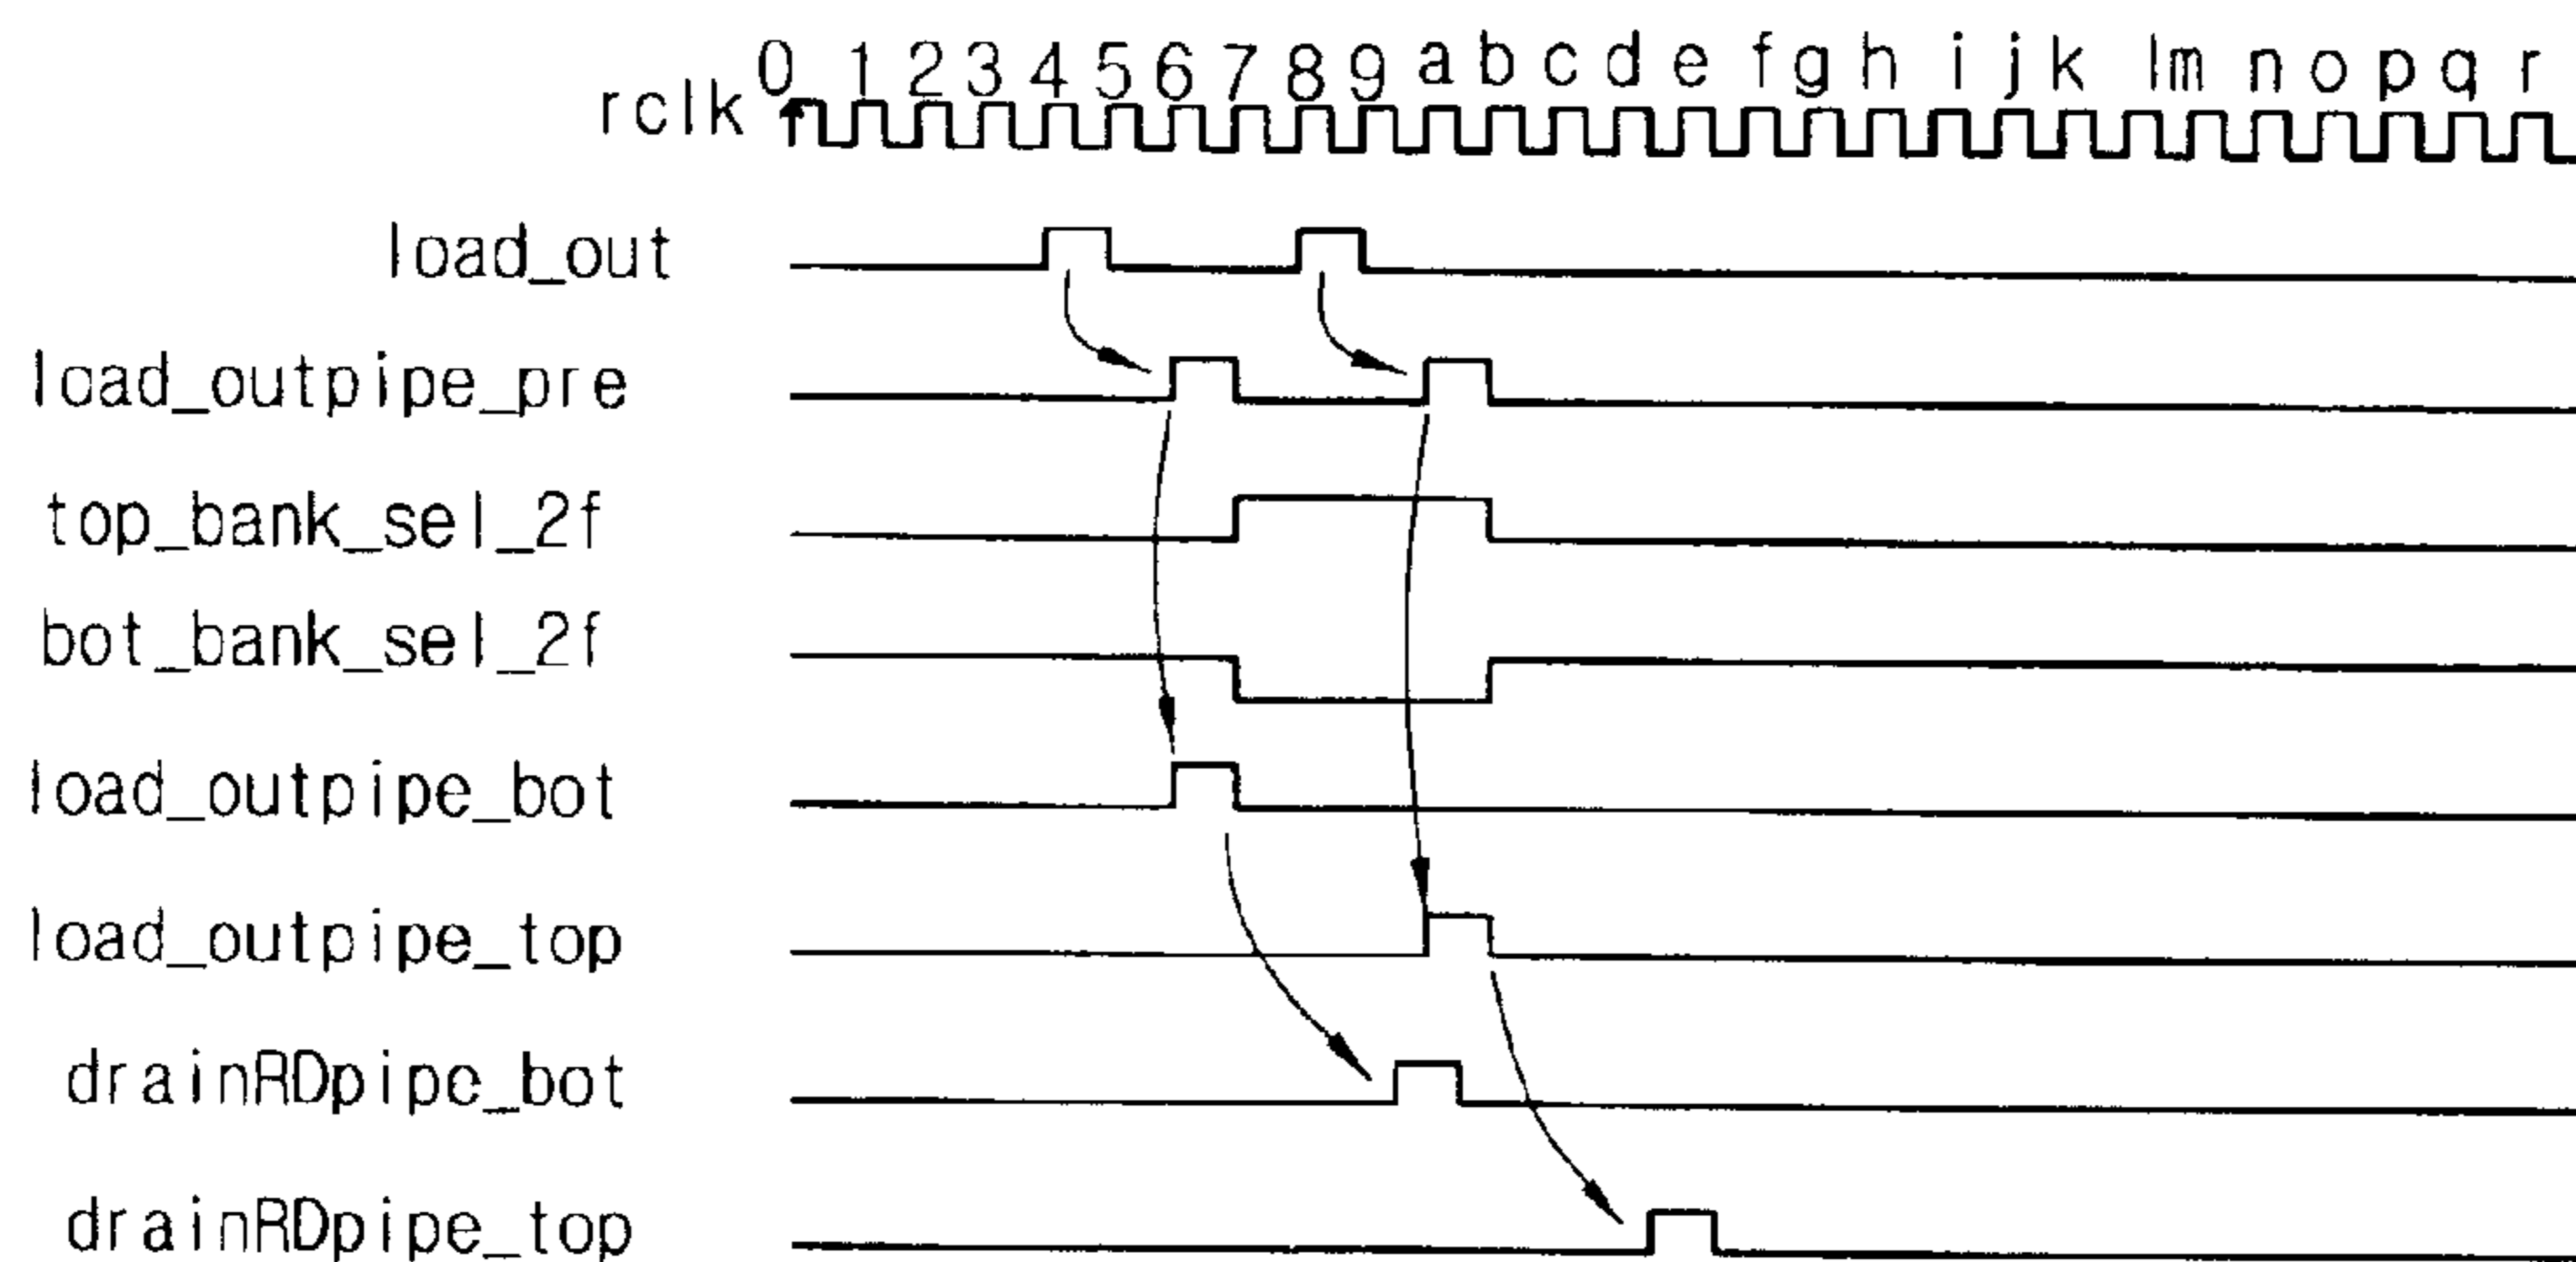 0 1 2 3 4 5 6 7 8 9 a b c d e f g h i j k l m n o p q r
rclk
load_out
load_outpipe_pre
top_bank_sel_2f
bot_bank_sel_2f
load_outpipe_bot
load_outpipe_top
drainRDpipe_bot
drainRDpipe_top